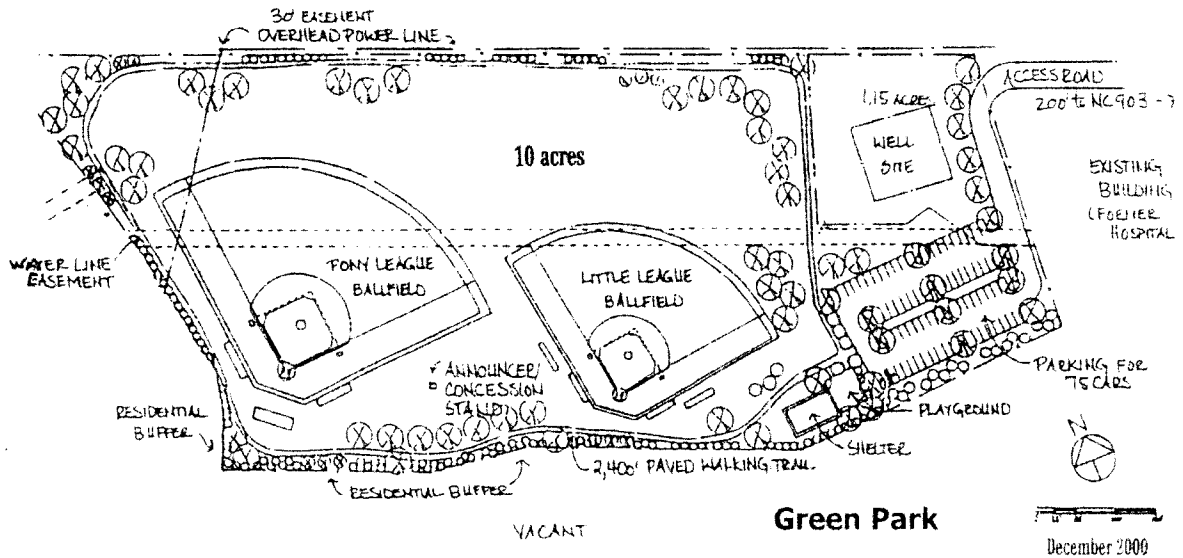 30' EASEMENT
OVERHEAD POWER LINE
ACCESS ROAD
200' to NC903
1.15 ACRES
WELL
SITE
10 acres
EXISTING
BUILDING
(FORMER
HOSPITAL
WATER LINE
EASEMENT
PONY LEAGUE
BALLFIELD
LITTLE LEAGUE
BALLFIELD
ANNOUNCER/
CONCESSION
STAND
PARKING FOR
75 CARS
RESIDENTIAL
BUFFER
PLAYGROUND
SHELTER
2,400' PAVED WALKING TRAIL
RESIDENTIAL BUFFER
N
VACANT
Green Park
December 2000